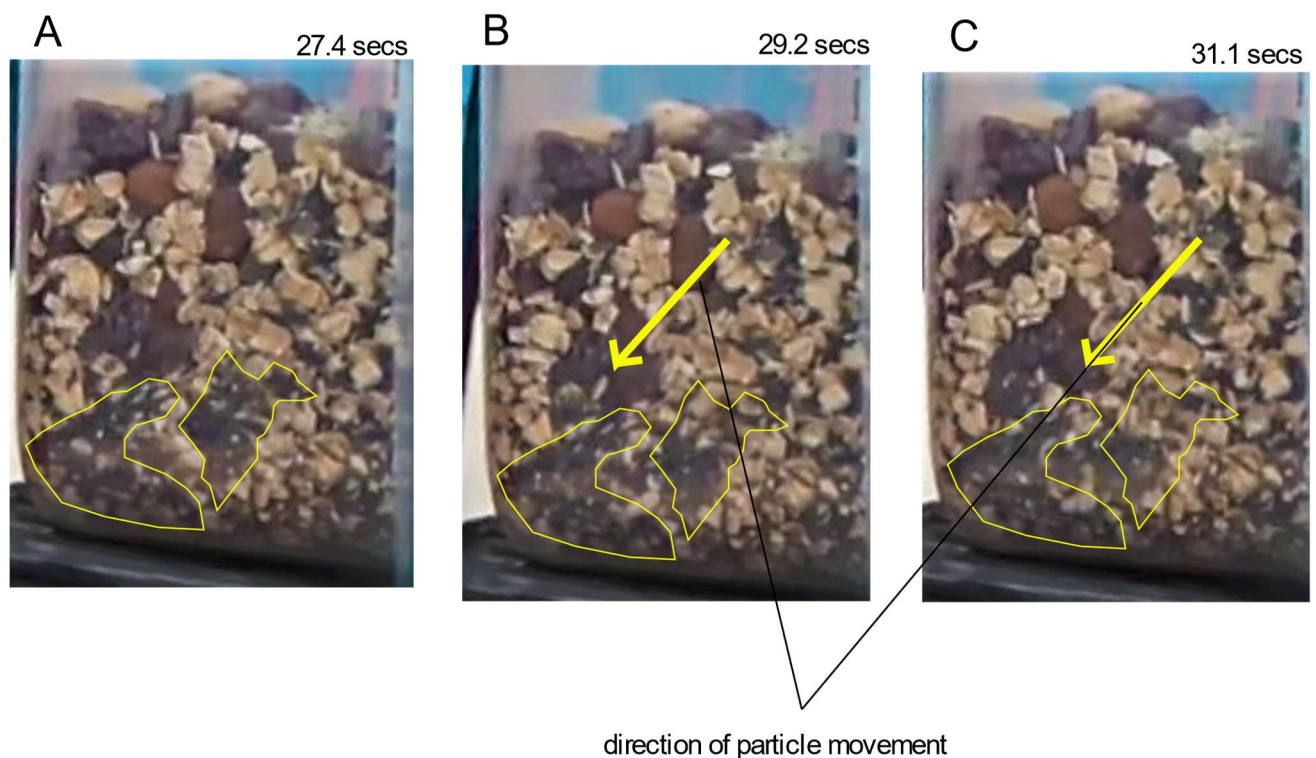 A
27.4 secs
B
29.2 secs
C
31.1 secs
direction of particle movement